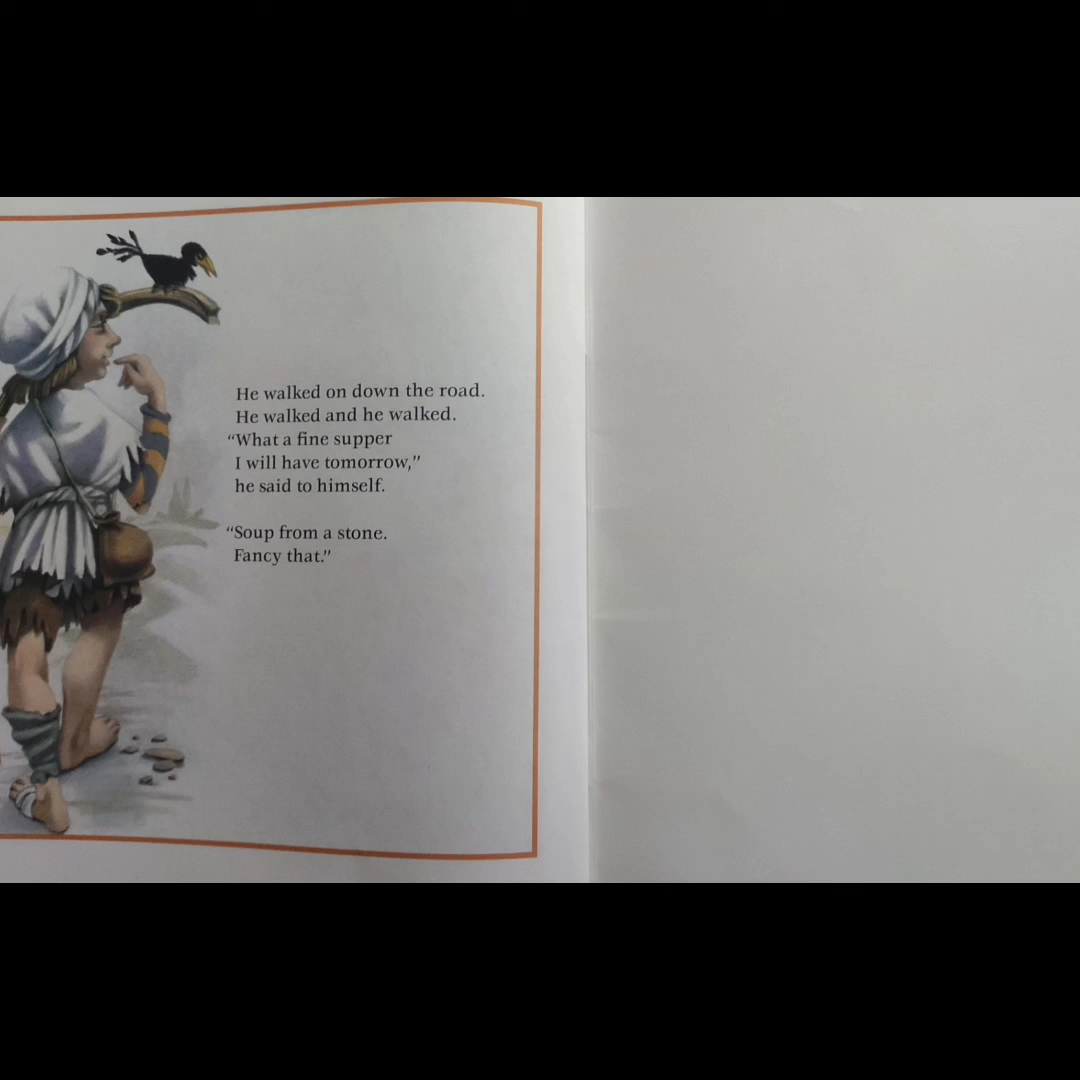 He walked on down the road.
He walked and he walked.
“What a fine supper
I will have tomorrow,”
he said to himself.
“Soup from a stone.
Fancy that.”